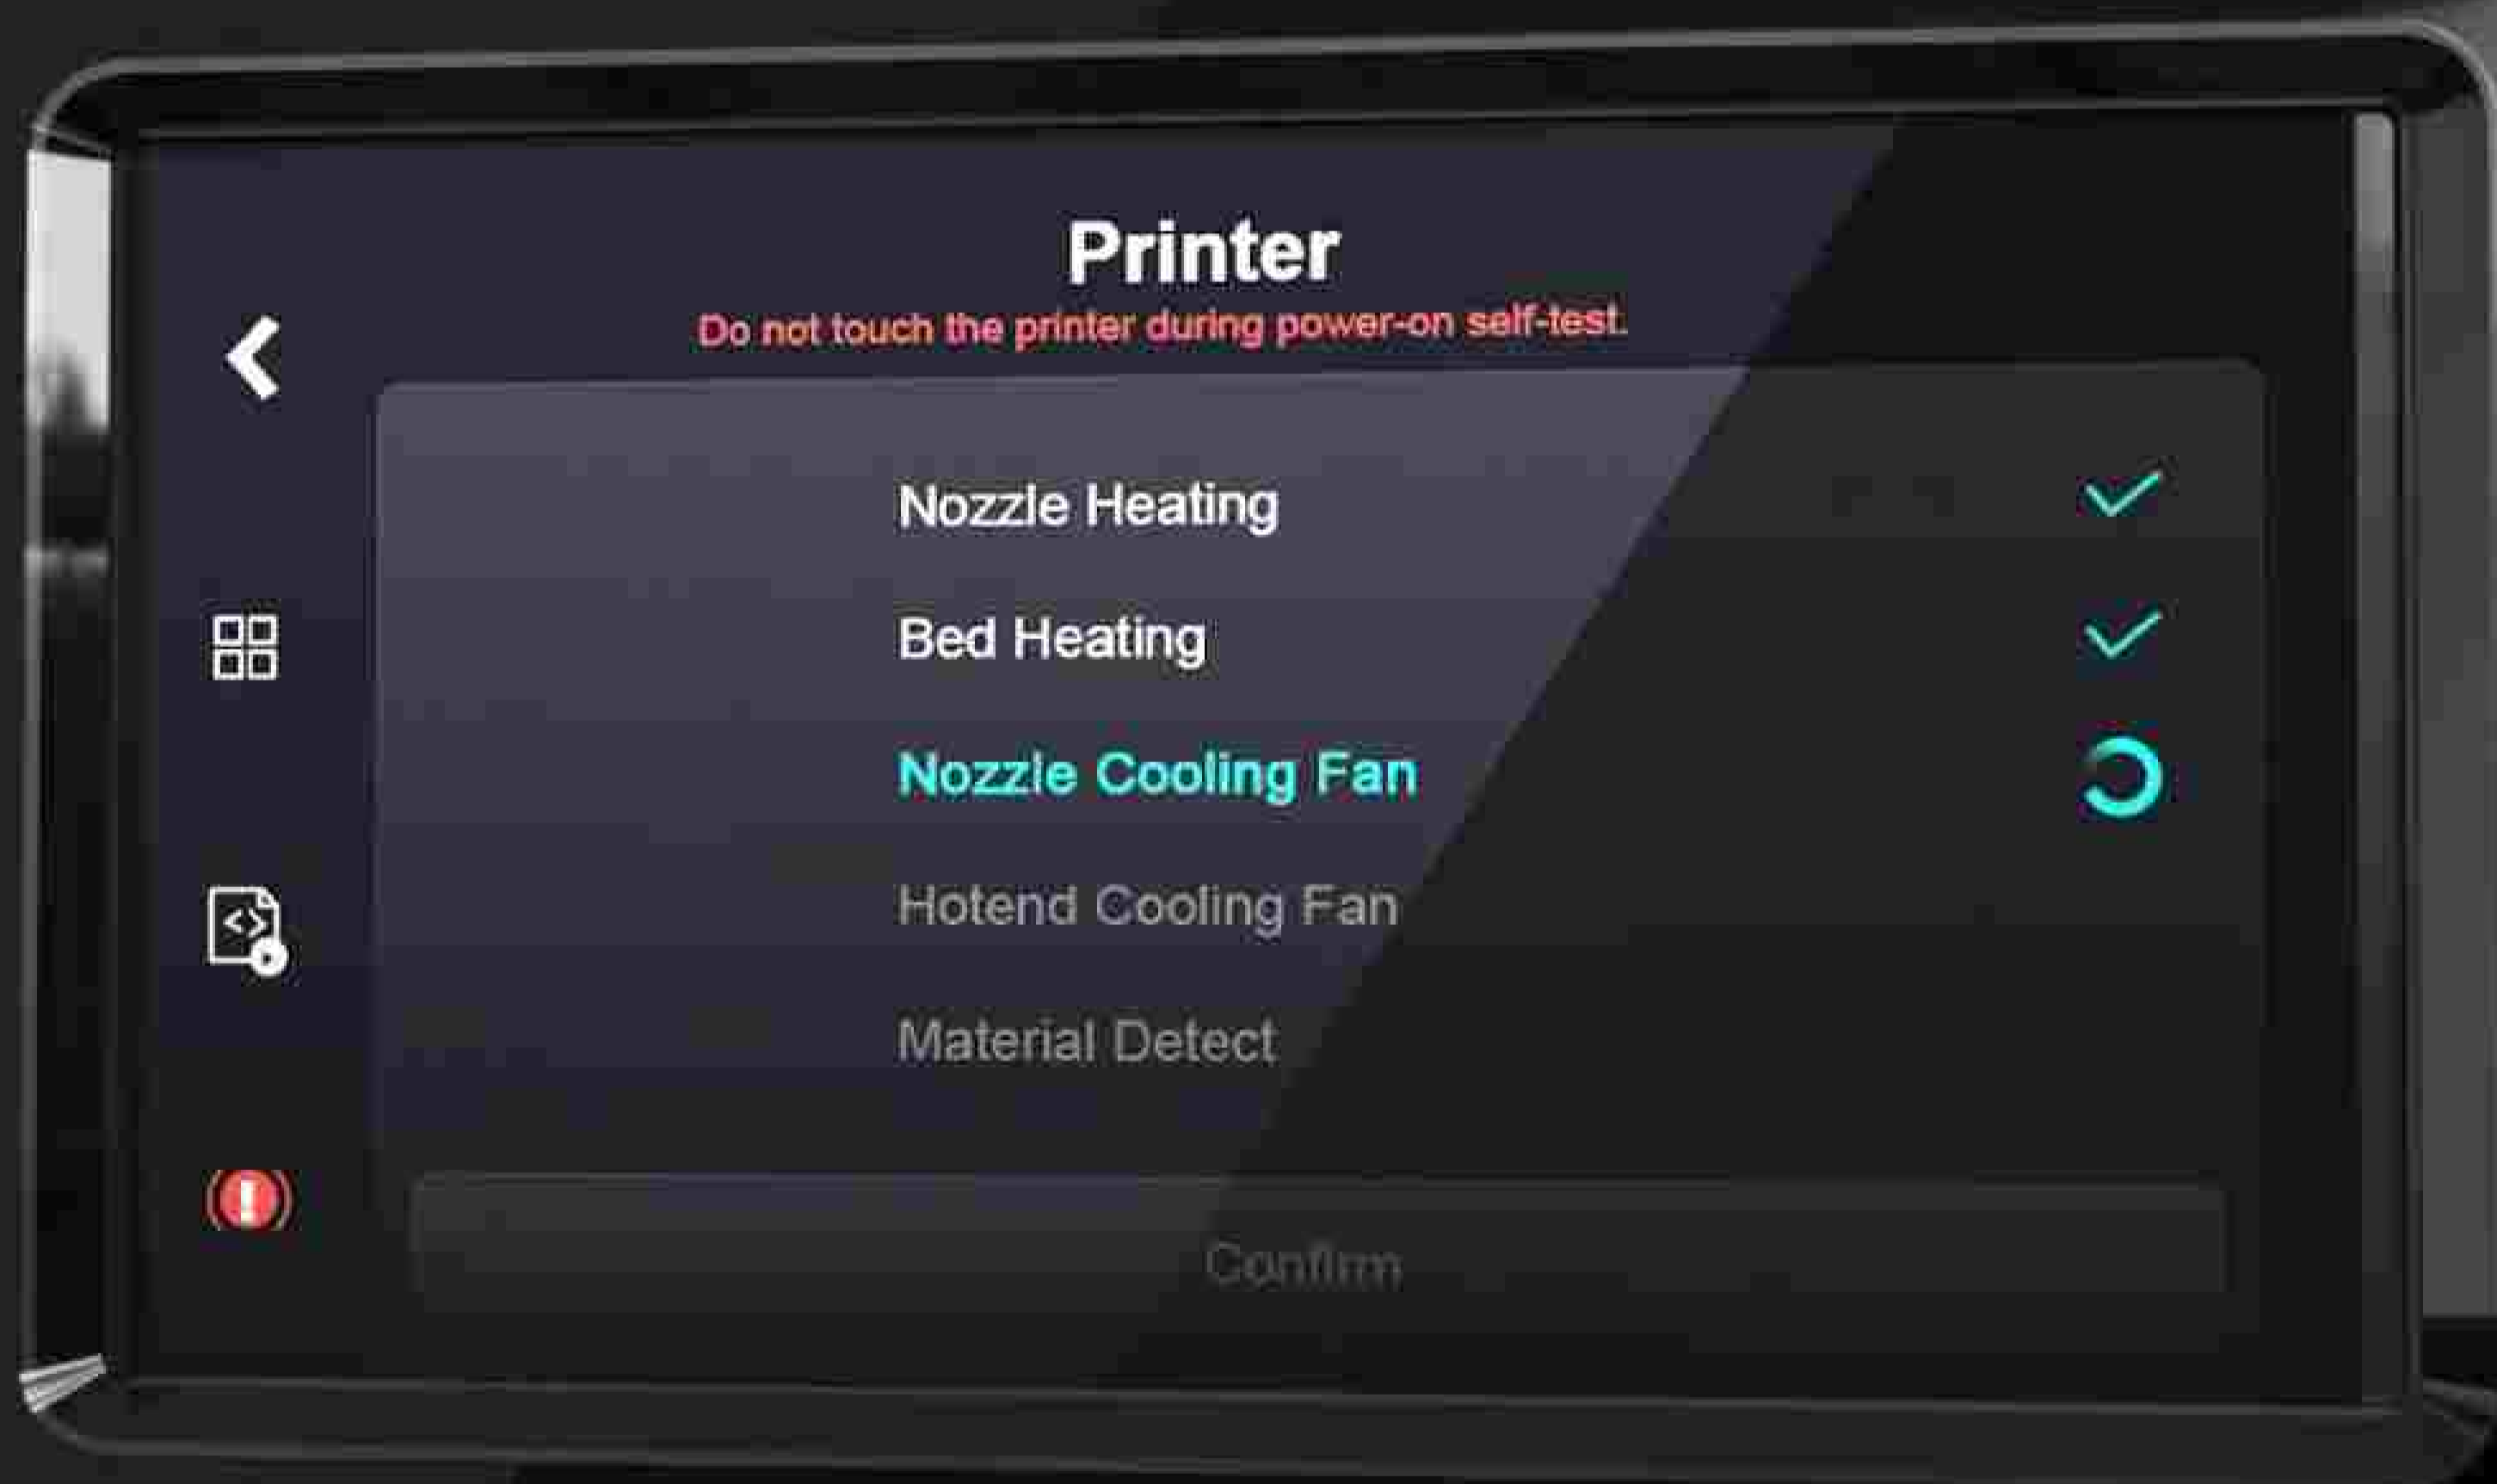 Printer
Do not touch the printer during power-on self-test.
Nozzle Heating
Bed Heating
Nozzle Cooling Fan
Hotend Cooling Fan
Material Detect
Confirm